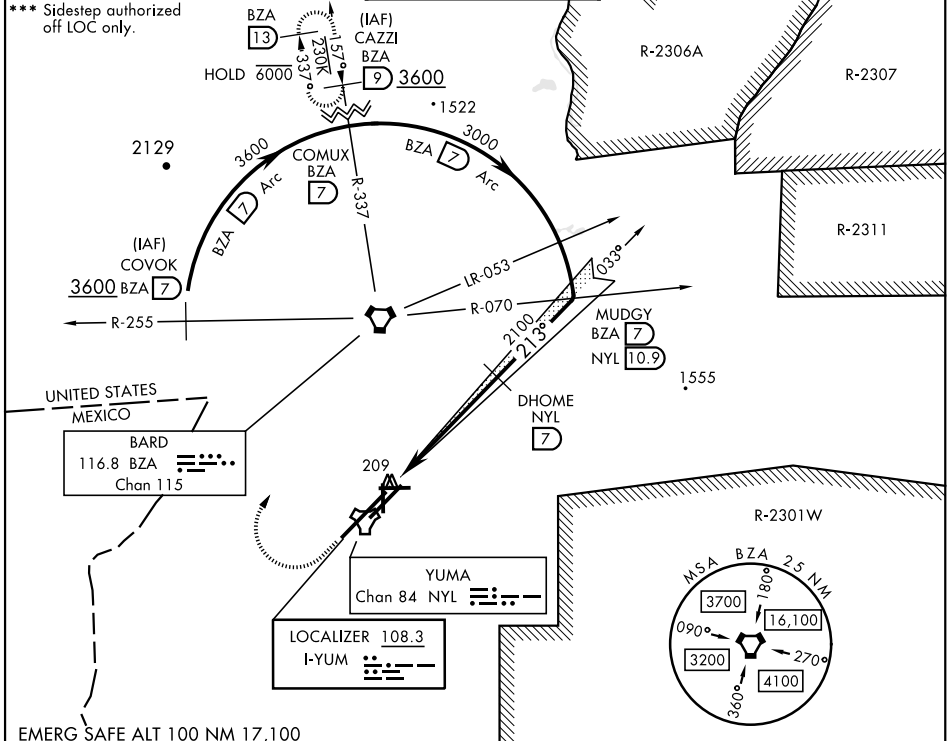 *** Sidestep authorized
off LOC only.
BZA
13
(IAF)
CAZZI
BZA
9 3600
157°
230K
337°
HOLD 6000
R-2306A
R-2307
1522
2129
3600
3000
BZA 7 Arc
BZA 7 Arc
COMUX
BZA
7
R-337
R-2311
(IAF)
COVOK
3600 BZA 7
LR-053
033°
R-255
R-070
2100
213°
MUDGY
BZA 7
NYL 10.9
1555
UNITED STATES
MEXICO
DHOME
NYL
7
BARD
116.8 BZA
Chan 115
209
R-2301W
YUMA
Chan 84 NYL
LOCALIZER 108.3
I-YUM
MSA BZA 25 NM
180°
3700
16,100
090°
3200
270°
4100
360°
EMERG SAFE ALT 100 NM 17,100